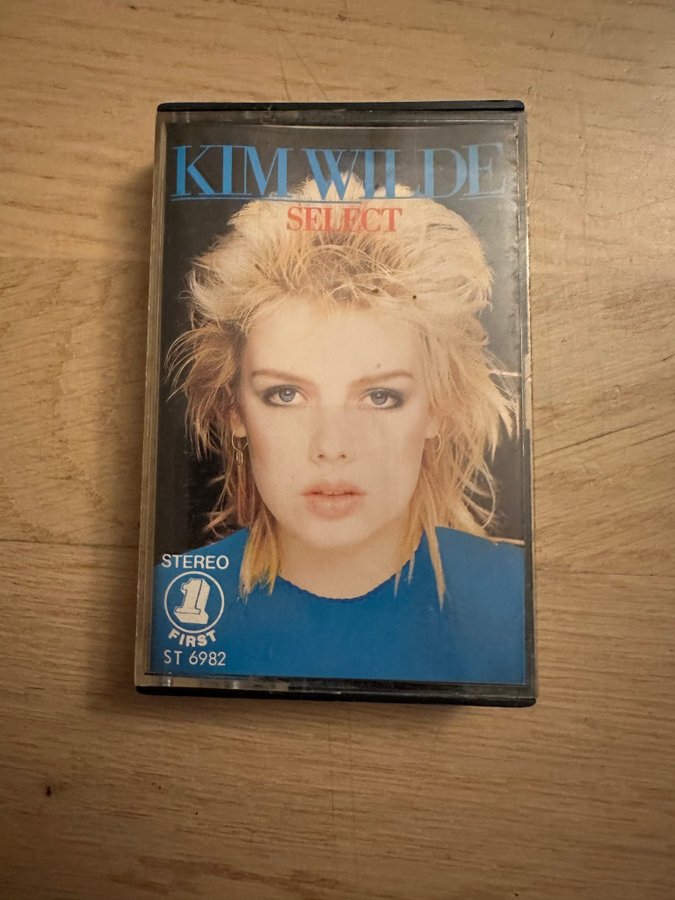 KIM WILDE
SELECT
STEREO
1
FIRST
ST 6982